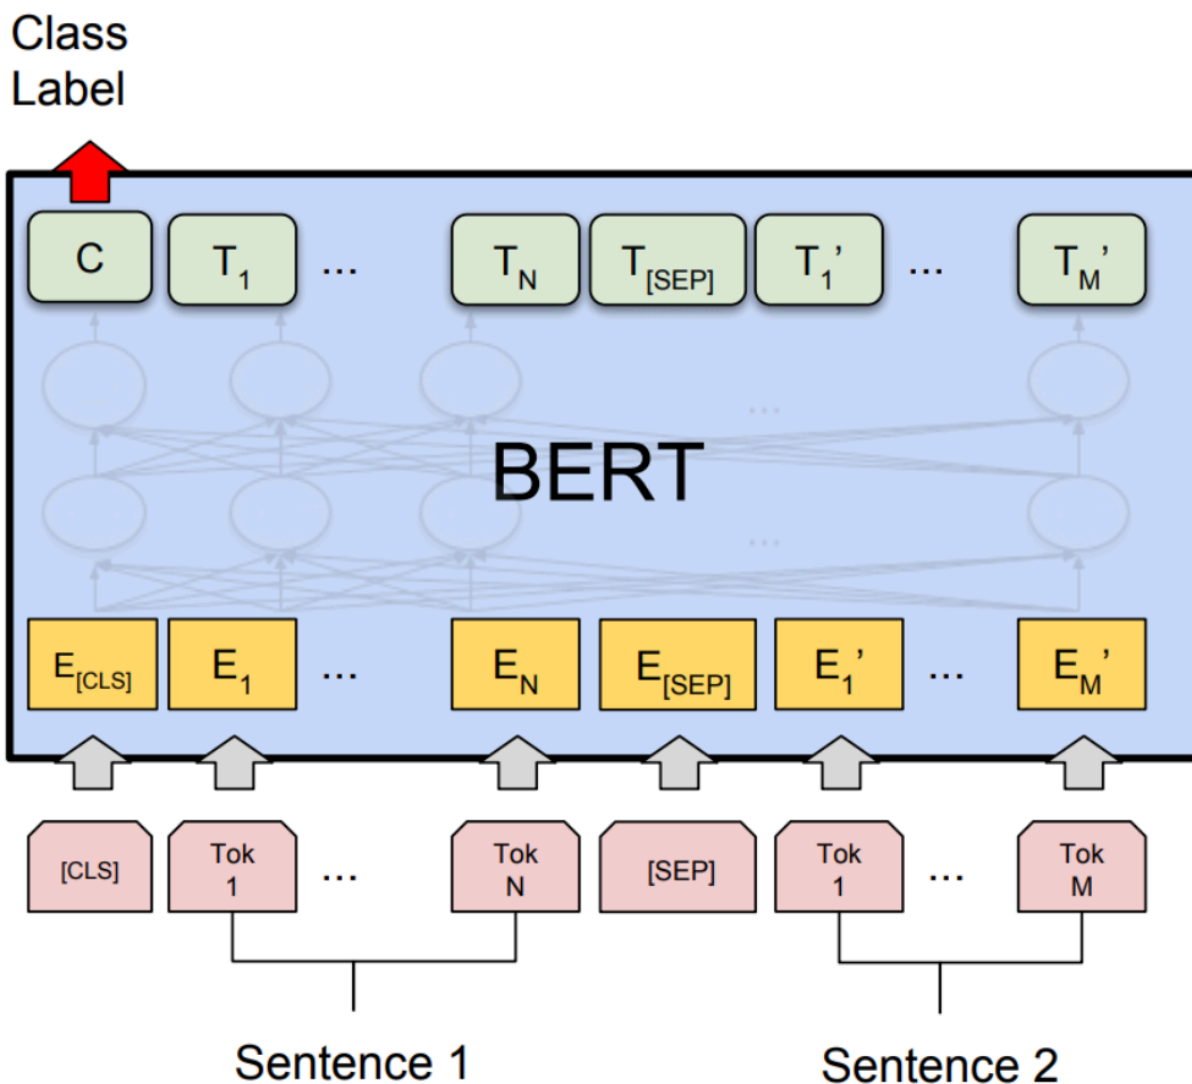 Class
Label
C T1 ... TN T[SEP] T1’ ... TM’
...
BERT
...
E[CLS] E1 ... EN E[SEP] E1’ ... EM’
[CLS] Tok 1 ... Tok N [SEP] Tok 1 ... Tok M
Sentence 1 Sentence 2